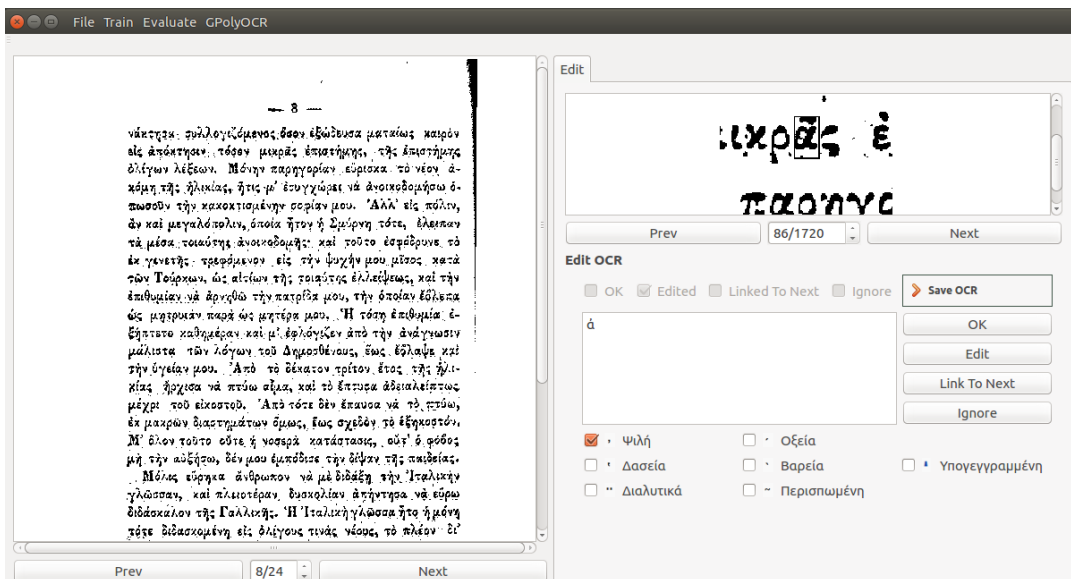 File Train Evaluate GPolyOCR
— 8 —
νάκτησα· συλλογιζόμενος ὅσον ἐξώδευσα ματαίως καιρὸν
εἰς ἀπόκτησιν τόσον μικρᾶς ἐπιστήμης, τῆς ἐπιστήμης
ὀλίγων λέξεων. Μόνην παρηγορίαν εὕρισκα τὸ νέον ἀ-
κόμη τῆς ἡλικίας, ἥτις μ' ἐσυγχώρει νὰ ἀνοικοδομήσω ὁ-
πωσοῦν τὴν κακοκτισμένην σοφίαν μου. Ἀλλ' εἰς πόλιν,
ἂν καὶ μεγαλόπολιν, ὁποία ἦτον ἡ Σμύρνη τότε, ἔλειπαν
τὰ μέσα τοιαύτης ἀνοικοδομῆς· καὶ τοῦτο ἐσφόδρυνε τὸ
ἐκ γενετῆς τρεφόμενον εἰς τὴν ψυχήν μου μῖσος κατὰ
τῶν Τούρκων, ὡς αἰτίων τῆς τοιαύτης ἐλλείψεως, καὶ τὴν
ἐπιθυμίαν νὰ ἀρνηθῶ τὴν πατρίδα μου, τὴν ὁποίαν ἔβλεπα
ὡς μητρυιὰν παρὰ ὡς μητέρα μου. Ἡ τόση ἐπιθυμία ἐ-
ξήπτετο καθημέραν καὶ μ' ἐφλόγιζεν ἀπὸ τὴν ἀνάγνωσιν
μάλιστα τῶν λόγων τοῦ Δημοσθένους, ἕως ἔβλαψε καὶ
τὴν ὑγείαν μου. Ἀπὸ τὸ δέκατον τρίτον ἔτος τῆς ἡλι-
κίας ἤρχισα νὰ πτύω αἷμα, καὶ τὸ ἔπτυσα ἀδειαλείπτως
μέχρι τοῦ εἰκοστοῦ. Ἀπὸ τότε δὲν ἔπαυσα νὰ τὸ πτύω,
ἐκ μακρῶν διαστημάτων ὅμως, ἕως σχεδὸν τὸ ἑξηκοστόν.
Μ' ὅλον τοῦτο οὔτε ἡ νοσερὰ κατάστασις, οὔτ' ὁ φόβος
μὴ τὴν αὐξήσω, δέν μου ἐμπόδισε τὴν δίψαν τῆς παιδείας.
Μόλις εὕρηκα ἄνθρωπον νὰ μὲ διδάξῃ τὴν Ἰταλικὴν
γλῶσσαν, καὶ πλειοτέραν δυσκολίαν ἀπήντησα νὰ εὕρω
διδάσκαλον τῆς Γαλλικῆς. Ἡ Ἰταλικὴ γλῶσσα ἦτο ἡ μόνη
τότε διδασκομένη εἰς ὀλίγους τινὰς νέους, τὸ πλέον δι'
Prev 8/24 Next
Edit
ικρᾶς ἐ
παρηγο
Prev 86/1720 Next
Edit OCR
OK Edited Linked To Next Ignore Save OCR
ἀ
OK
Edit
Link To Next
Ignore
᾿ Ψιλή ´ Οξεία
῾ Δασεία ` Βαρεία Υπογεγραμμένη
¨ Διαλυτικά ~ Περισπωμένη